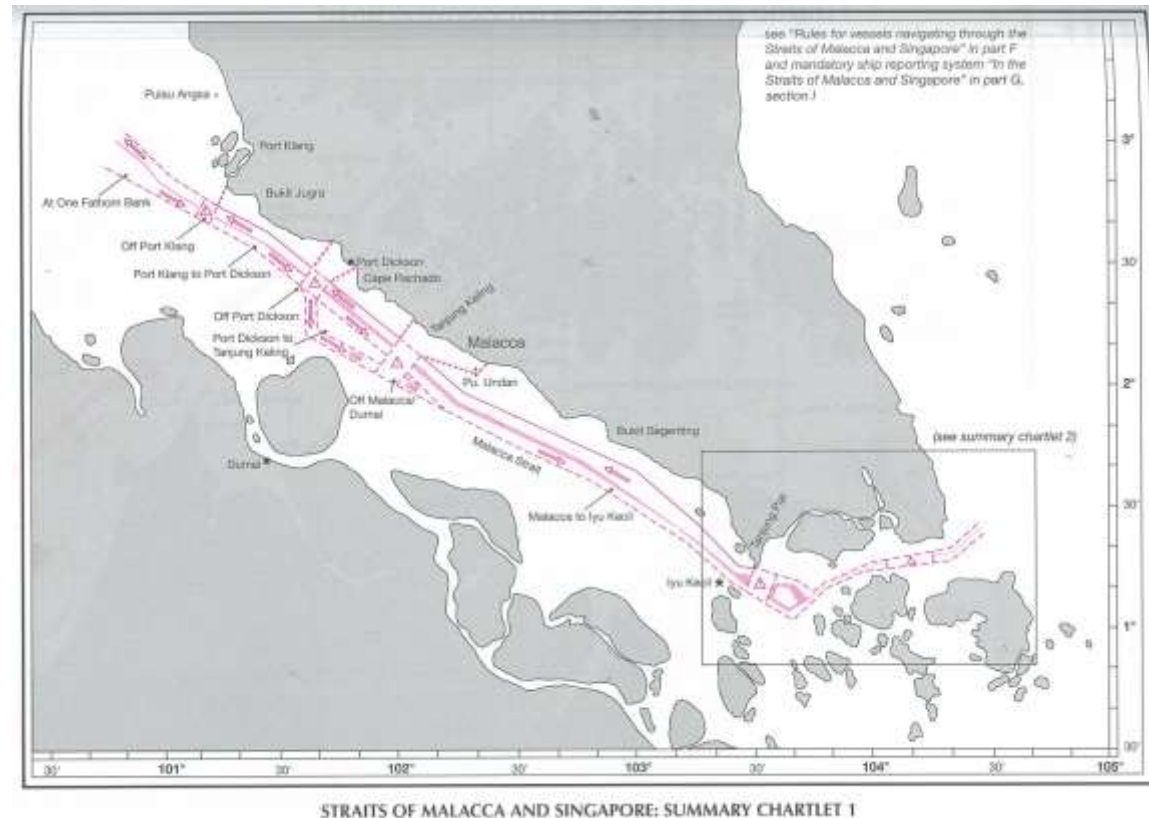 see "Rules for vessels navigating through the
Straits of Malacca and Singapore" in part F
and mandatory ship reporting system "In the
Straits of Malacca and Singapore" in part G,
section I
Pulau Angsa
3°
Port Klang
Bukit Jugra
At One Fathom Bank
Off Port Klang
Port Dickson
30'
Port Klang to Port Dickson
Cape Rachado
Off Port Dickson
Tanjung Keling
Port Dickson to
Tanjung Keling
Malacca
Pu. Undan
2°
Off Malacca/
Dumai
Bukit Segenting
(see summary chartlet 2)
Malacca Strait
Dumai
Malacca to Iyu Kecil
30'
Tanjung Piai
Iyu Kecil
1°
00'
30' 101° 30' 102° 30' 103° 30' 104° 30' 105°
STRAITS OF MALACCA AND SINGAPORE: SUMMARY CHARTLET 1